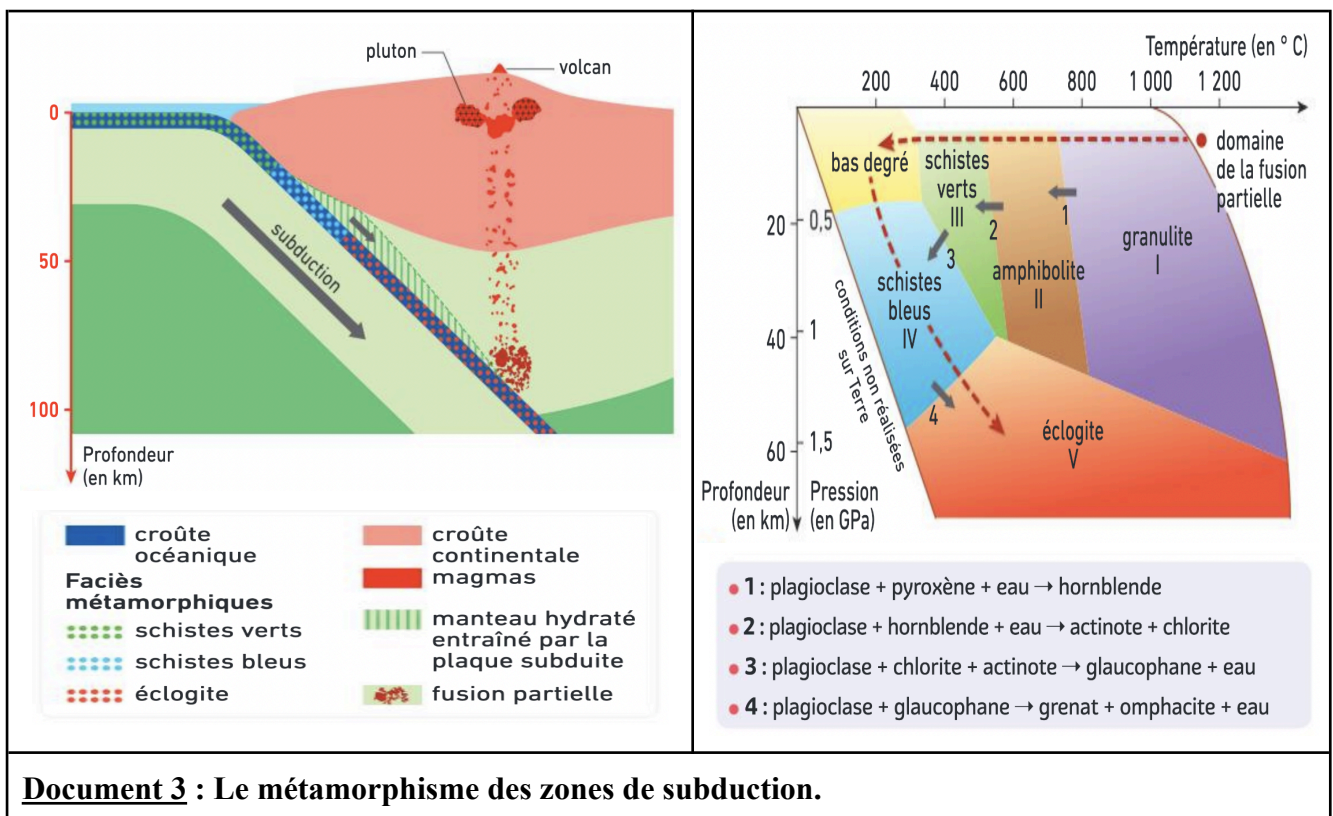 pluton
volcan
0
50
100
subduction
Profondeur
(en km)
croûte
océanique
Faciès
métamorphiques
schistes verts
schistes bleus
éclogite
croûte
continentale
magmas
manteau hydraté
entraîné par la
plaque subduite
fusion partielle
Température (en ° C)
200 400 600 800 1 000 1 200
domaine
de la fusion
partielle
bas degré
schistes
verts
III
1
2
3
4
20
0,5
granulite
I
amphibolite
II
schistes
bleus
IV
conditions non réalisées
sur Terre
40
1
60
1,5
éclogite
V
Profondeur
(en km)
Pression
(en GPa)
• 1 : plagioclase + pyroxène + eau → hornblende
• 2 : plagioclase + hornblende + eau → actinote + chlorite
• 3 : plagioclase + chlorite + actinote → glaucophane + eau
• 4 : plagioclase + glaucophane → grenat + omphacite + eau
Document 3 : Le métamorphisme des zones de subduction.